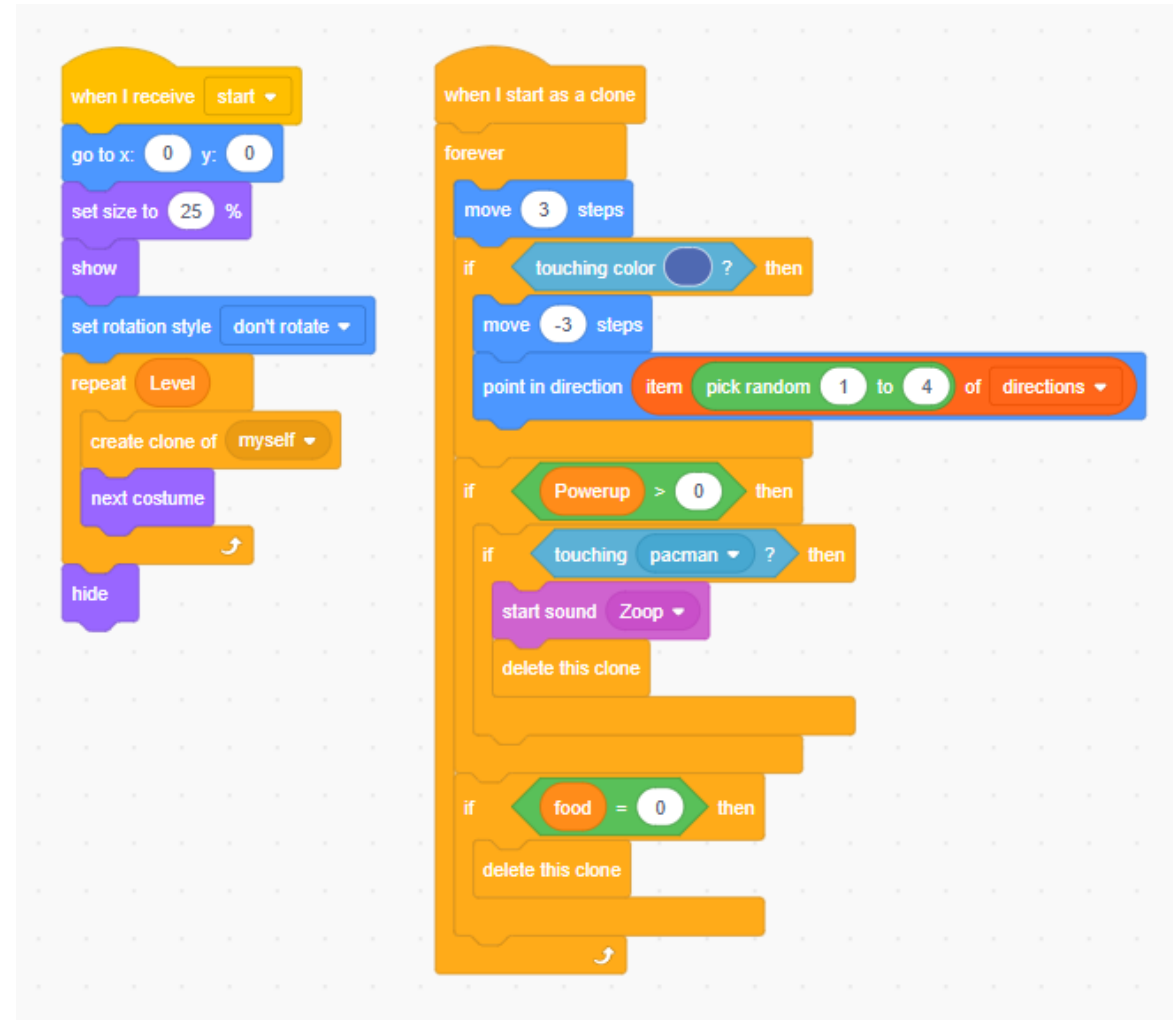 when I receive start
go to x: 0 y: 0
set size to 25 %
show
set rotation style don't rotate
repeat Level
create clone of myself
next costume
hide
when I start as a clone
forever
move 3 steps
if touching color ? then
move -3 steps
point in direction item pick random 1 to 4 of directions
if Powerup > 0 then
if touching pacman ? then
start sound Zoop
delete this clone
if food = 0 then
delete this clone